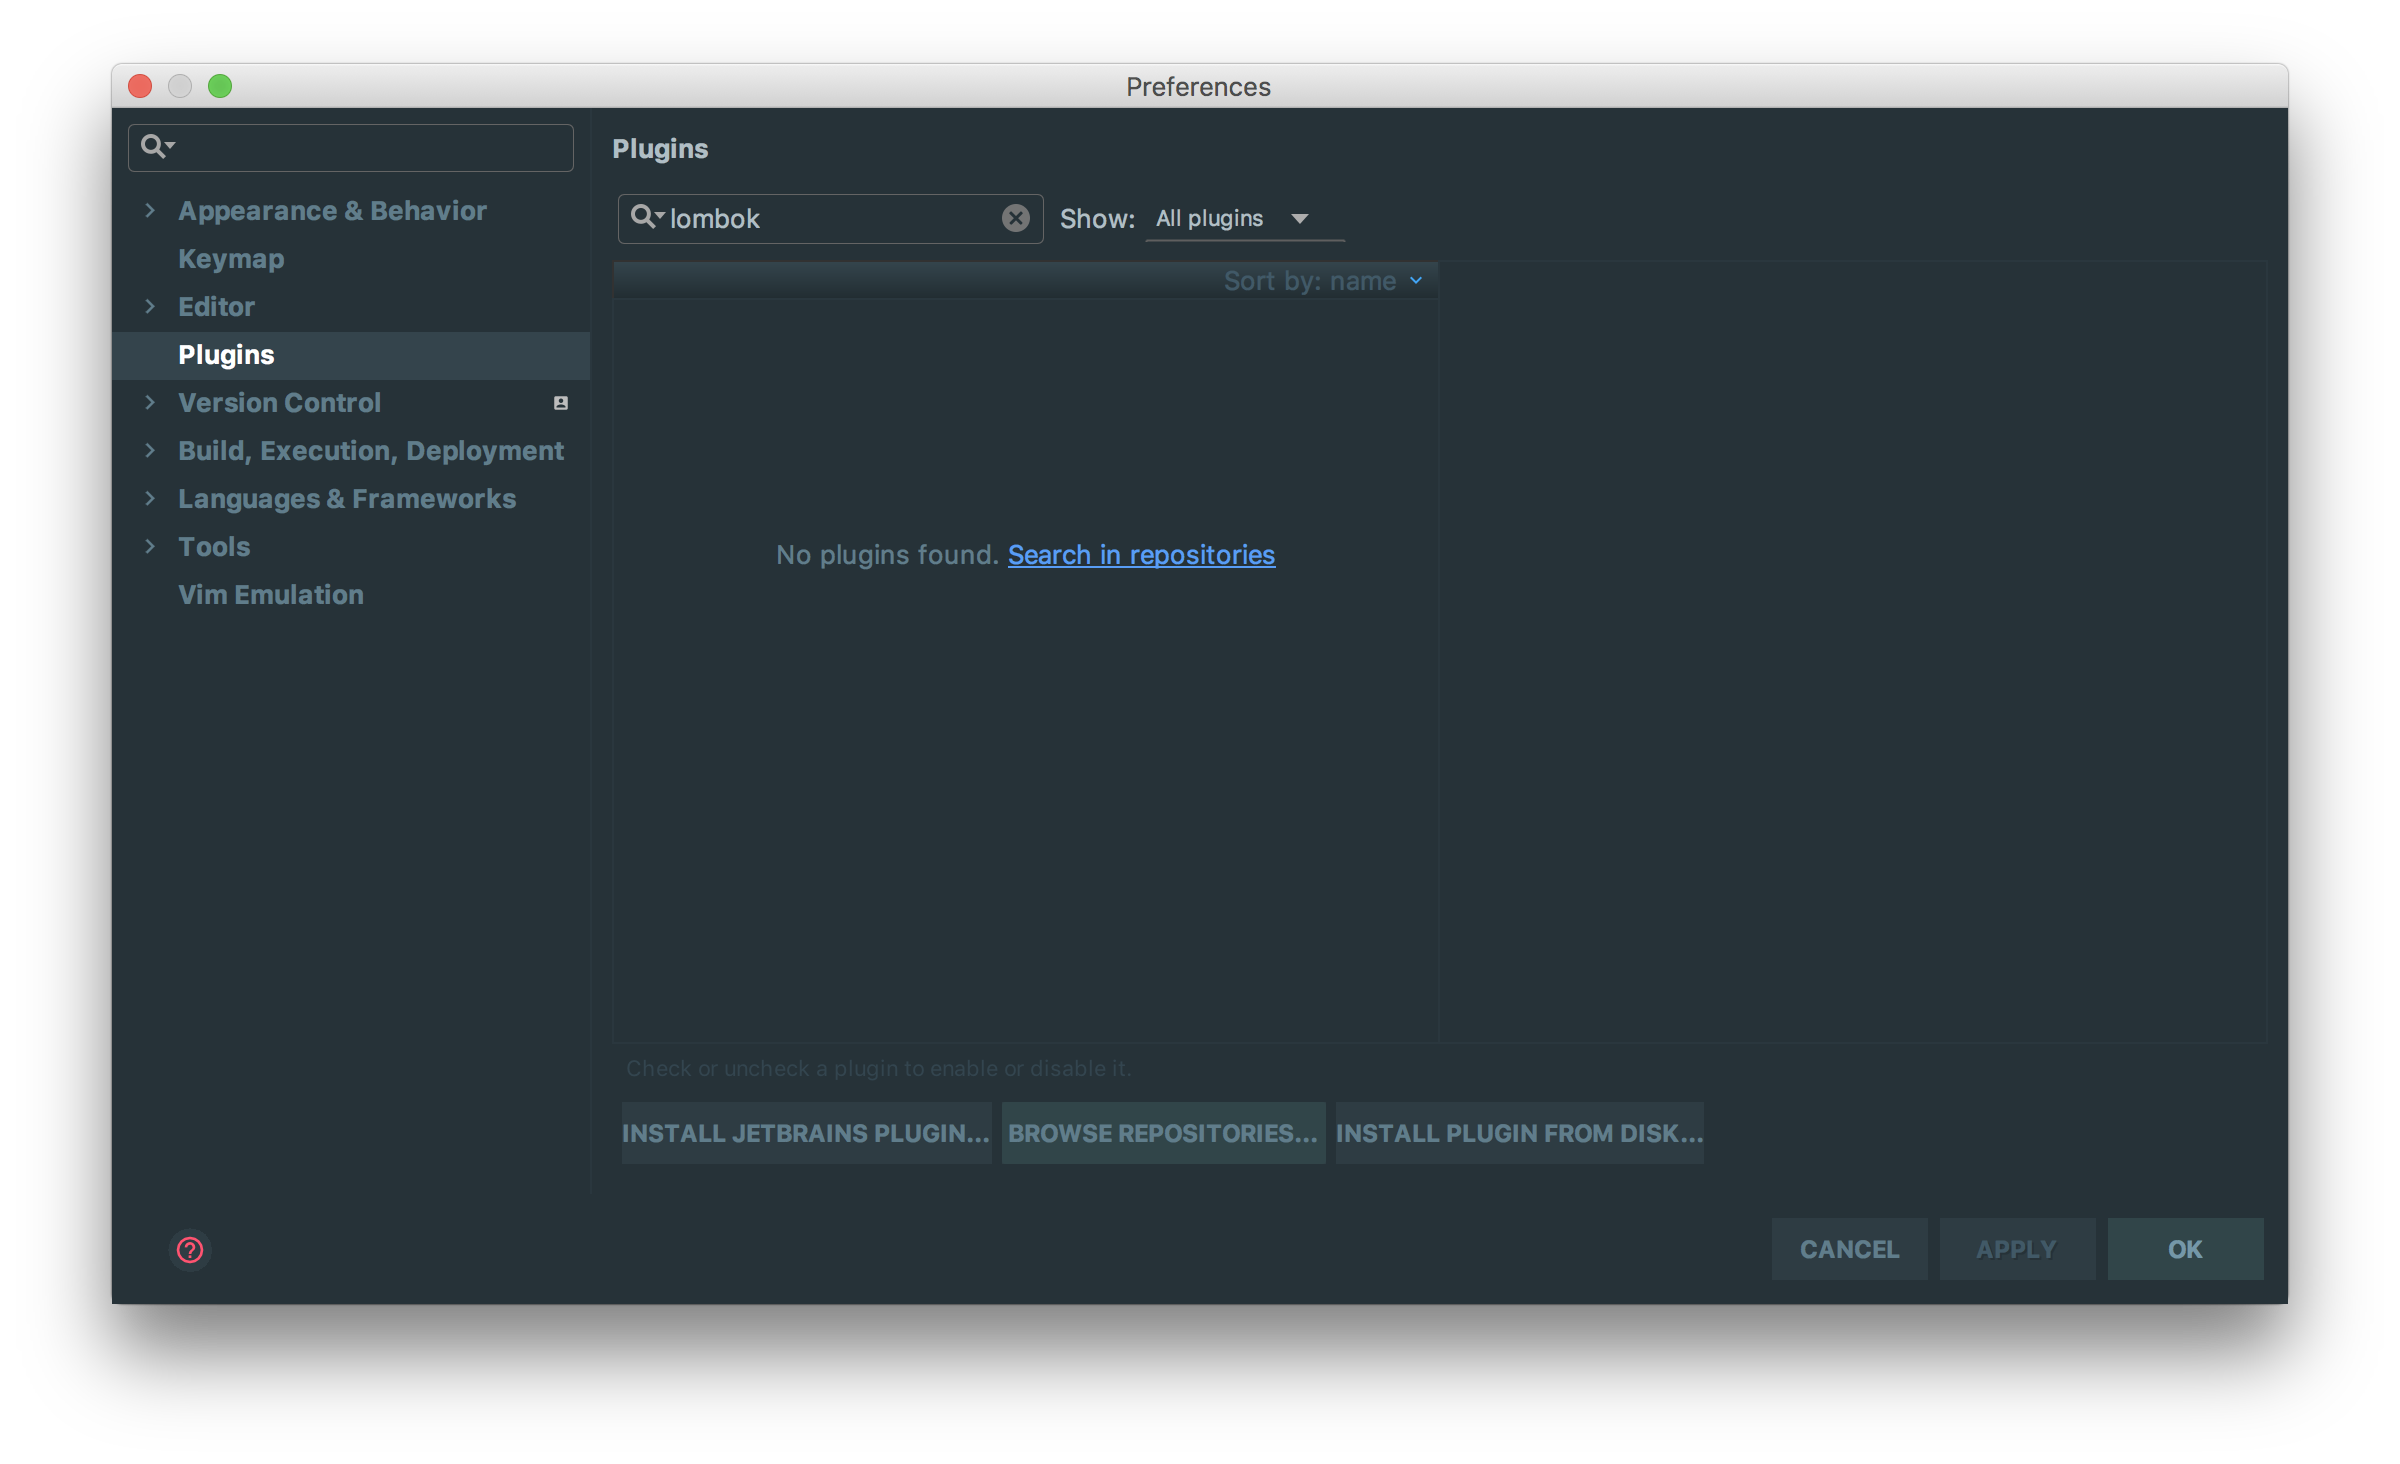 Preferences
Appearance & Behavior
Keymap
Editor
Plugins
Version Control
Build, Execution, Deployment
Languages & Frameworks
Tools
Vim Emulation
Plugins
lombok
Show: All plugins
Sort by: name
No plugins found. Search in repositories
Check or uncheck a plugin to enable or disable it.
INSTALL JETBRAINS PLUGIN... BROWSE REPOSITORIES... INSTALL PLUGIN FROM DISK...
? CANCEL APPLY OK